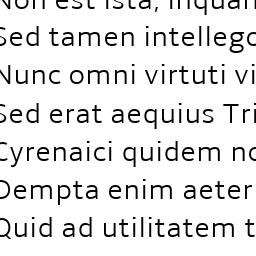 Non est ista, inquam
Sed tamen intellego
Nunc omni virtuti vi
Sed erat aequius Tri
Cyrenaici quidem no
Dempta enim aeter
Quid ad utilitatem t